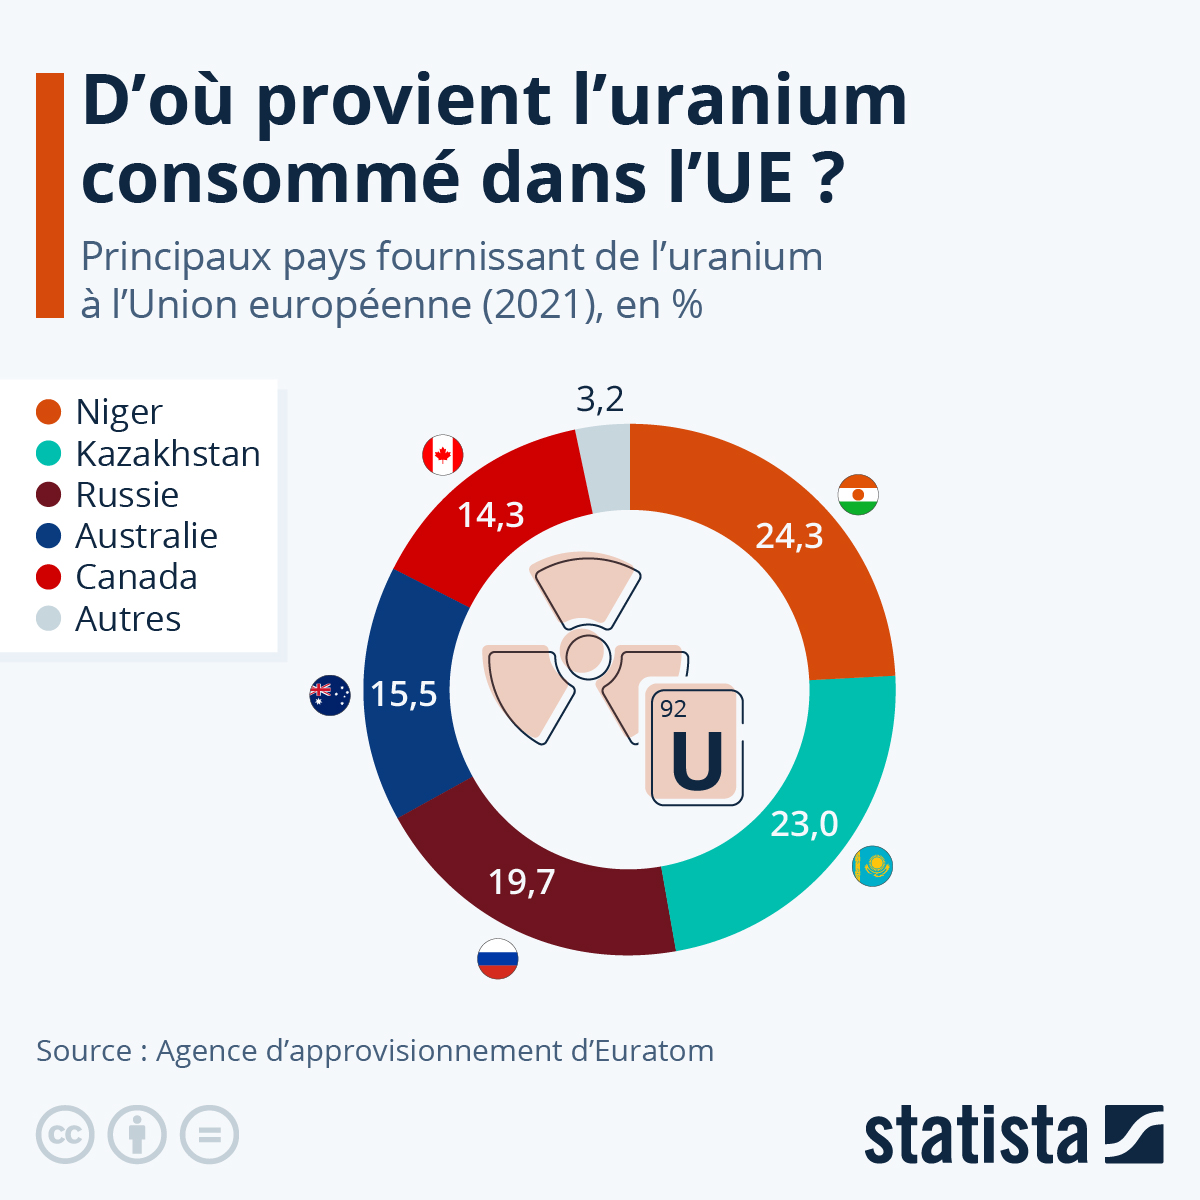 D’où provient l’uranium
consommé dans l’UE ?
Principaux pays fournissant de l’uranium
à l’Union européenne (2021), en %
Niger
Kazakhstan
Russie
Australie
Canada
Autres
3,2
14,3
24,3
15,5
92
U
23,0
19,7
Source : Agence d’approvisionnement d’Euratom
cc
statista